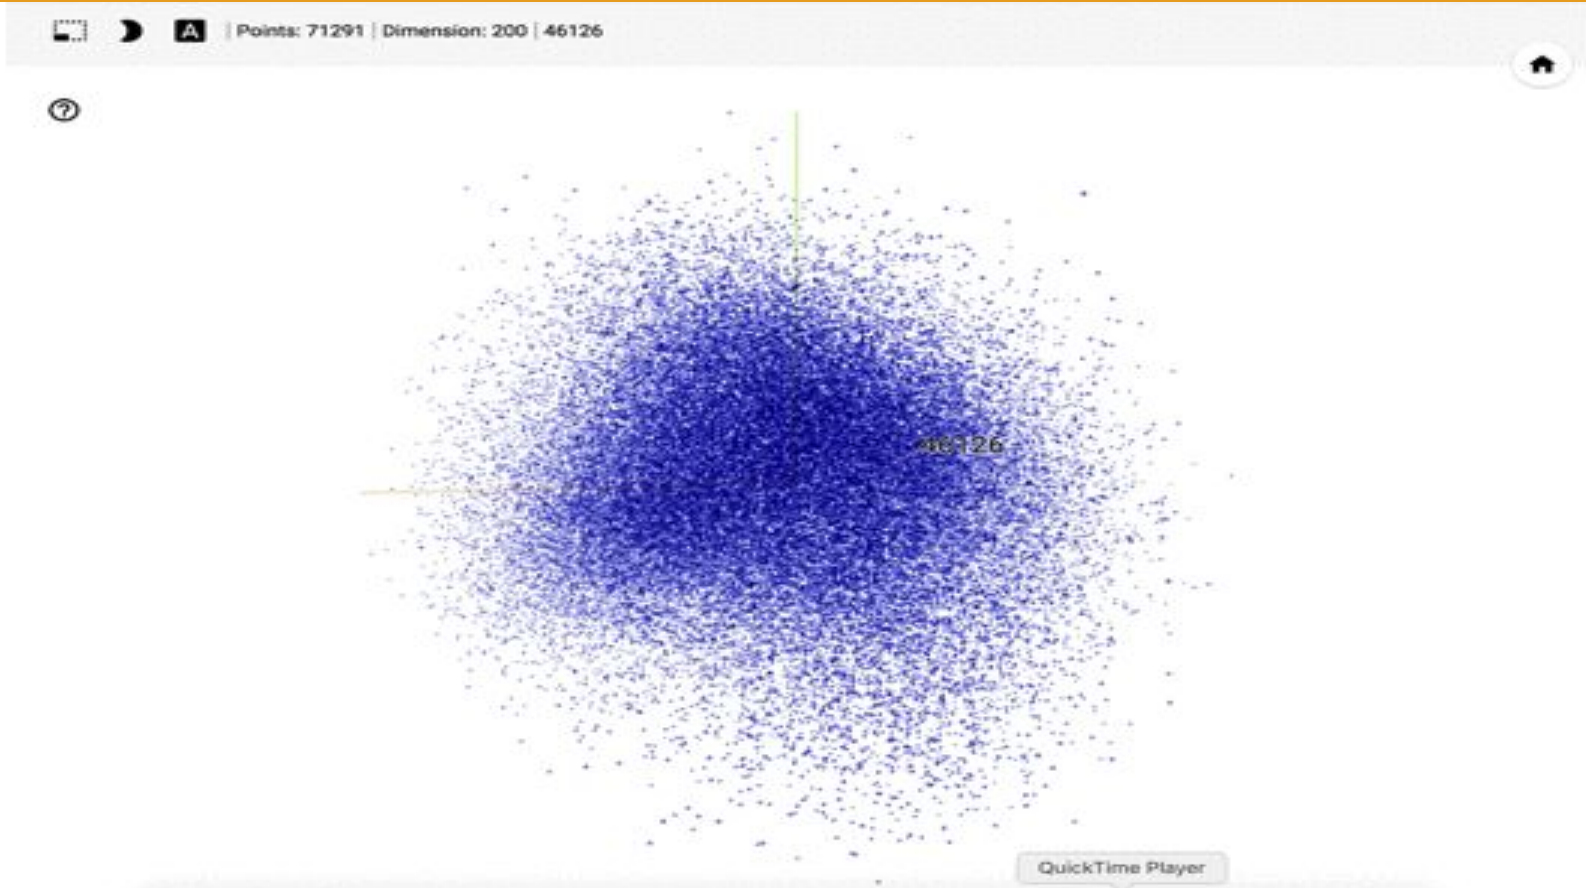 A | Points: 71291 | Dimension: 200 | 46126
?
46126
QuickTime Player